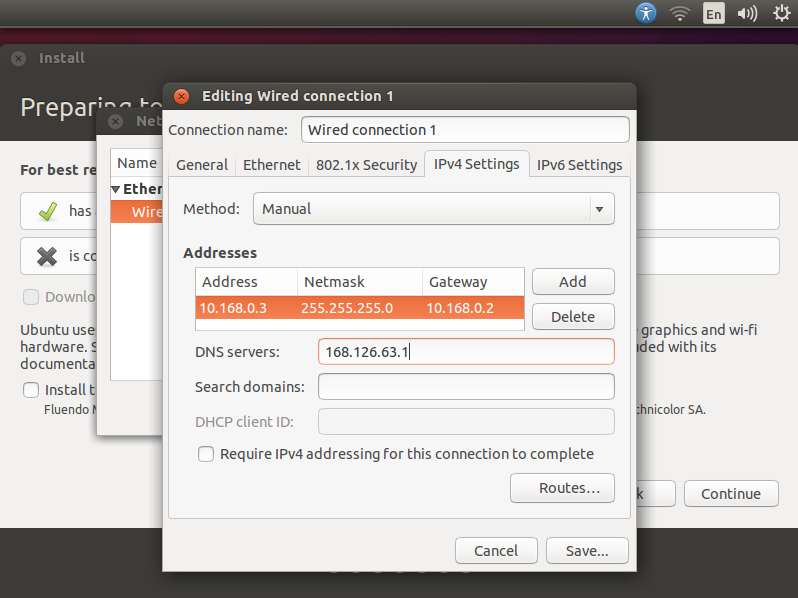 En
Install
Preparing to
Net
Editing Wired connection 1
Connection name: Wired connection 1
Name
General Ethernet 802.1x Security IPv4 Settings IPv6 Settings
For best re
Ether
Method: Manual
Wire
has
Addresses
is co
Address Netmask Gateway Add
10.168.0.3 255.255.255.0 10.168.0.2
Downlo
Delete
Ubuntu use graphics and wi-fi
hardware. S ded with its
documenta
DNS servers: 168.126.63.1
Search domains:
Install t
Fluendo M chnicolor SA.
DHCP client ID:
Require IPv4 addressing for this connection to complete
Routes...
k Continue
Cancel Save...